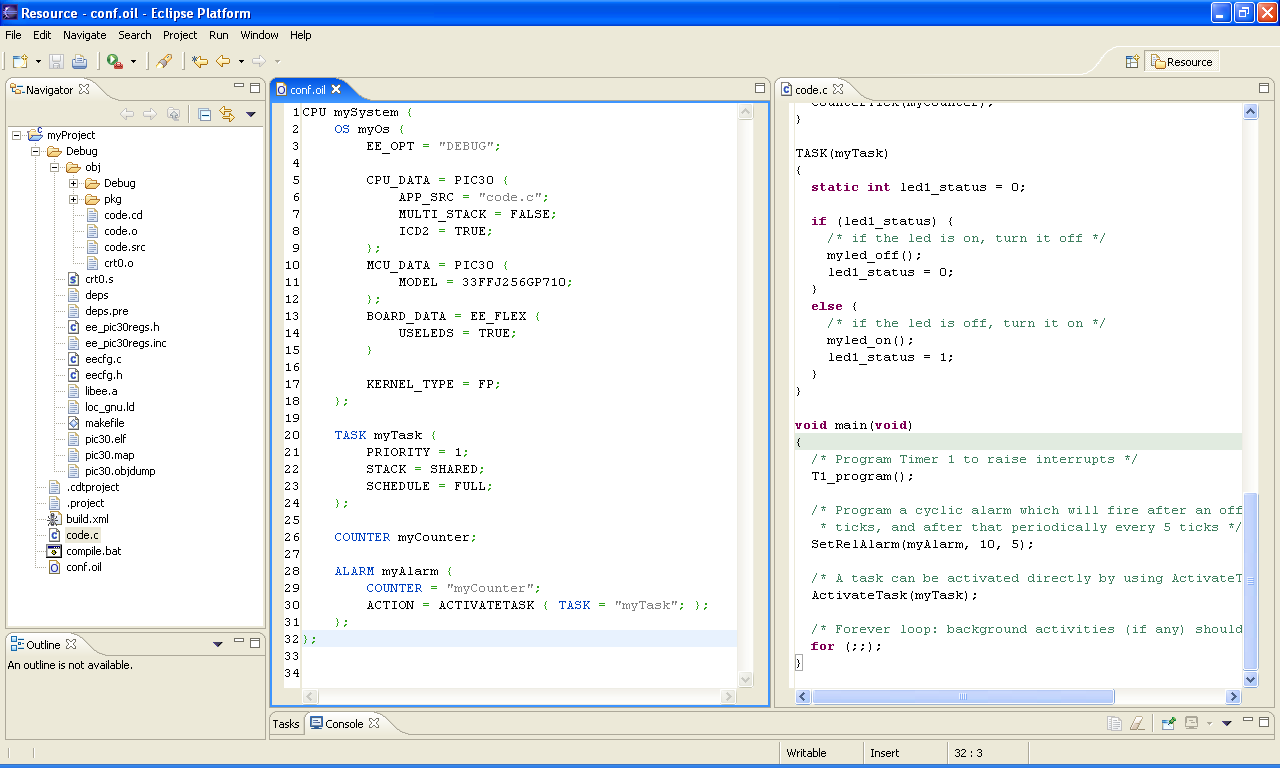 Resource - conf.oil - Eclipse Platform
File Edit Navigate Search Project Run Window Help
Resource
Navigator
myProject
Debug
obj
Debug
pkg
code.cd
code.o
code.src
crt0.o
crt0.s
deps
deps.pre
ee_pic30regs.h
ee_pic30regs.inc
eecfg.c
eecfg.h
libee.a
loc_gnu.ld
makefile
pic30.elf
pic30.map
pic30.objdump
.cdtproject
.project
build.xml
code.c
compile.bat
conf.oil
Outline
An outline is not available.
conf.oil
1 CPU mySystem {
2 OS myOs {
3 EE_OPT = "DEBUG";
4
5 CPU_DATA = PIC30 {
6 APP_SRC = "code.c";
7 MULTI_STACK = FALSE;
8 ICD2 = TRUE;
9 };
10 MCU_DATA = PIC30 {
11 MODEL = 33FFJ256GP710;
12 };
13 BOARD_DATA = EE_FLEX {
14 USELEDS = TRUE;
15 }
16
17 KERNEL_TYPE = FP;
18 };
19
20 TASK myTask {
21 PRIORITY = 1;
22 STACK = SHARED;
23 SCHEDULE = FULL;
24 };
25
26 COUNTER myCounter;
27
28 ALARM myAlarm {
29 COUNTER = "myCounter";
30 ACTION = ACTIVATETASK { TASK = "myTask"; };
31 };
32 };
33
34
code.c
CounterTick(myCounter);
}
TASK(myTask)
{
static int led1_status = 0;
if (led1_status) {
/* if the led is on, turn it off */
myled_off();
led1_status = 0;
}
else {
/* if the led is off, turn it on */
myled_on();
led1_status = 1;
}
}
void main(void)
{
/* Program Timer 1 to raise interrupts */
T1_program();
/* Program a cyclic alarm which will fire after an off
* ticks, and after that periodically every 5 ticks */
SetRelAlarm(myAlarm, 10, 5);
/* A task can be activated directly by using ActivateT
ActivateTask(myTask);
/* Forever loop: background activities (if any) should
for (;;);
}
Tasks Console
Writable Insert 32 : 3